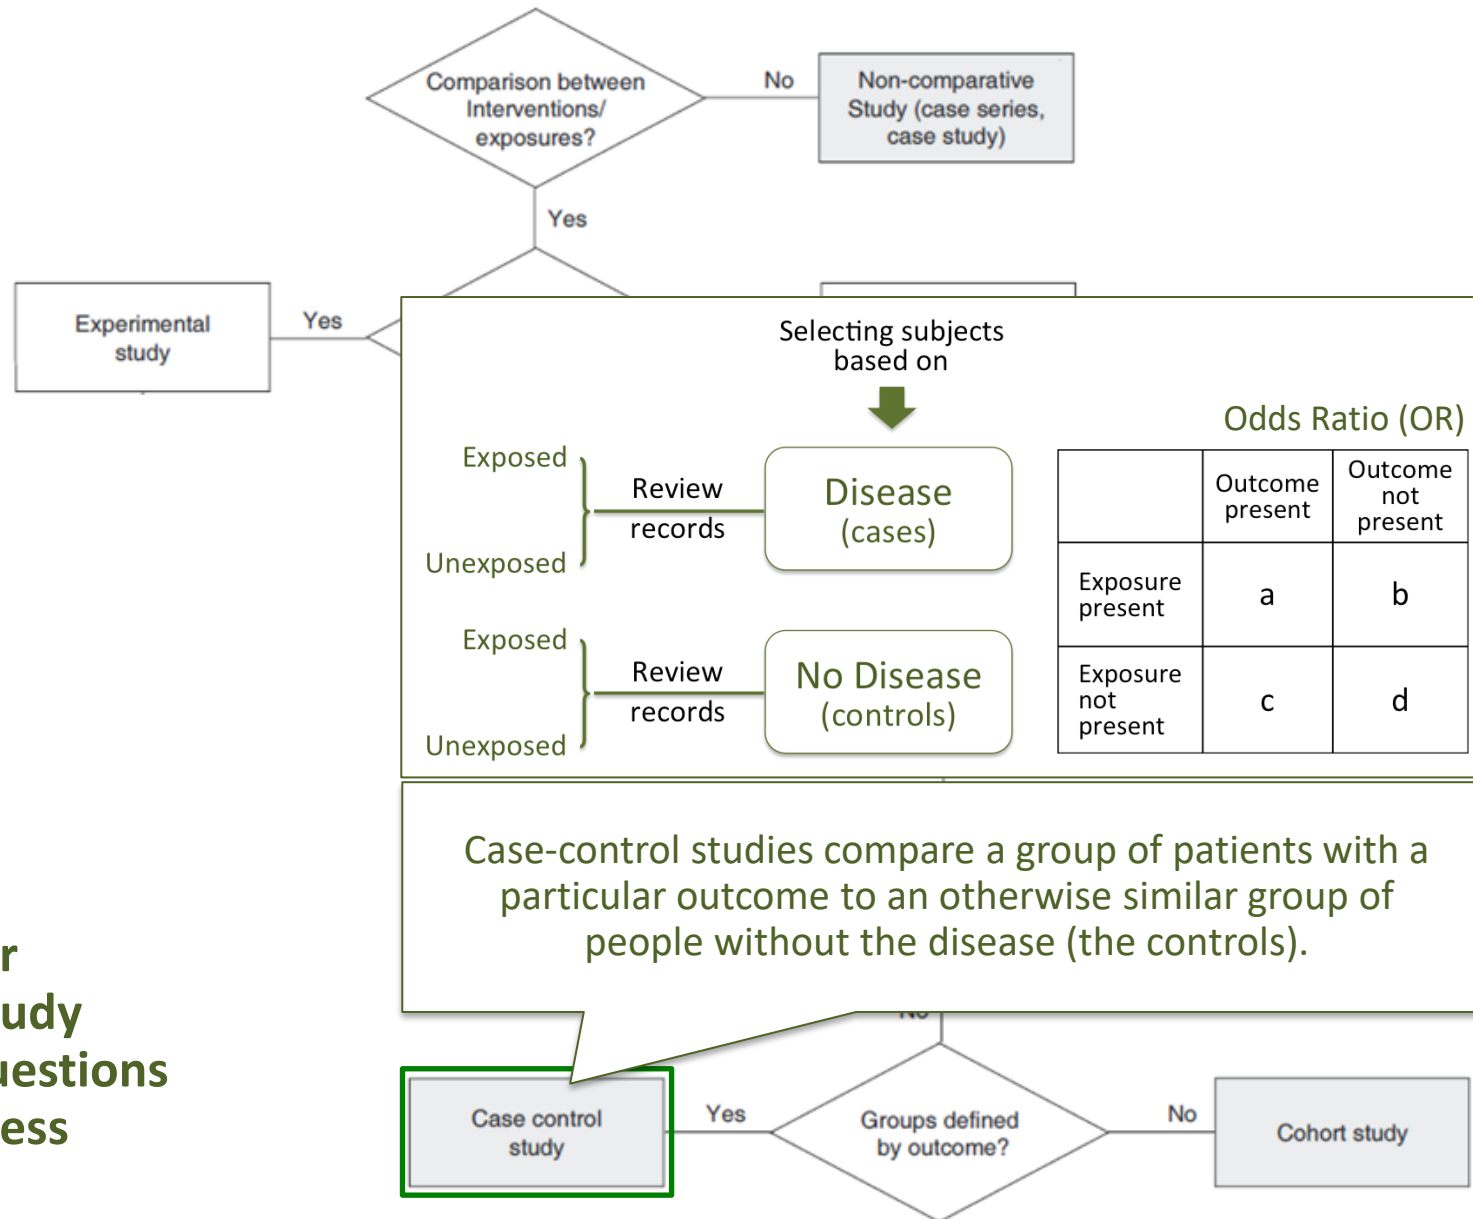 Comparison between
Interventions/
exposures?
No
Non-comparative
Study (case series,
case study)
Yes
Experimental
study
Yes
Selecting subjects
based on
Exposed
Unexposed
Review
records
Disease
(cases)
Exposed
Unexposed
Review
records
No Disease
(controls)
Odds Ratio (OR)
Outcome
present
Outcome
not
present
Exposure
present
a
b
Exposure
not
present
c
d
Case-control studies compare a group of patients with a
particular outcome to an otherwise similar group of
people without the disease (the controls).
r
udy
uestions
ess
No
Case control
study
Yes
Groups defined
by outcome?
No
Cohort study